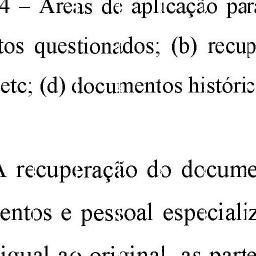 4 – Áreas de aplicação para
tos questionados; (b) recup
etc; (d) documentos históric
A recuperação do docume
entos e pessoal especializ
igual ao original, as parte